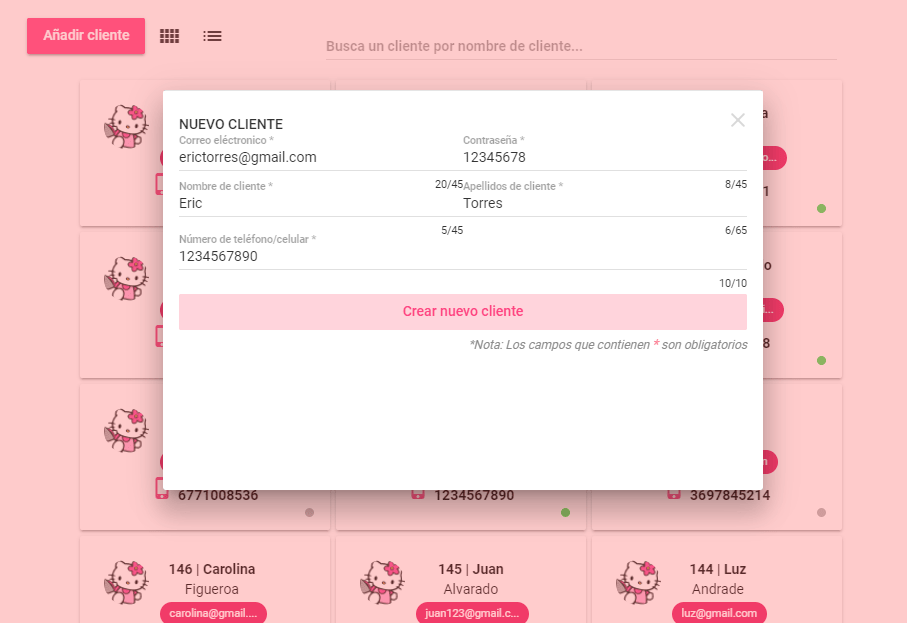 Añadir cliente
Busca un cliente por nombre de cliente...
NUEVO CLIENTE
Correo eléctronico *
Contraseña *
erictorres@gmail.com
12345678
20/45
8/45
Nombre de cliente *
Apellidos de cliente *
Eric
Torres
5/45
6/65
Número de teléfono/celular *
1234567890
10/10
Crear nuevo cliente
*Nota: Los campos que contienen * son obligatorios
6771008536
1234567890
3697845214
146 | Carolina
145 | Juan
144 | Luz
Figueroa
Alvarado
Andrade
carolina@gmail....
juan123@gmail.c...
luz@gmail.com